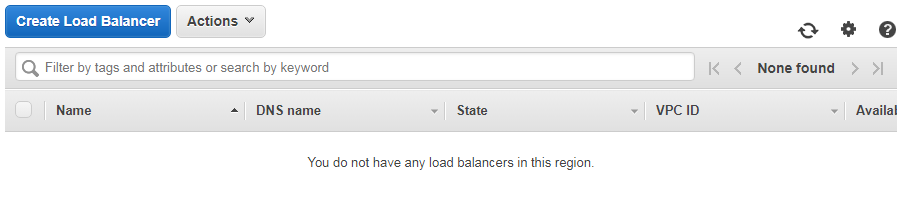 Create Load Balancer Actions
Filter by tags and attributes or search by keyword None found
Name DNS name State VPC ID Availab
You do not have any load balancers in this region.